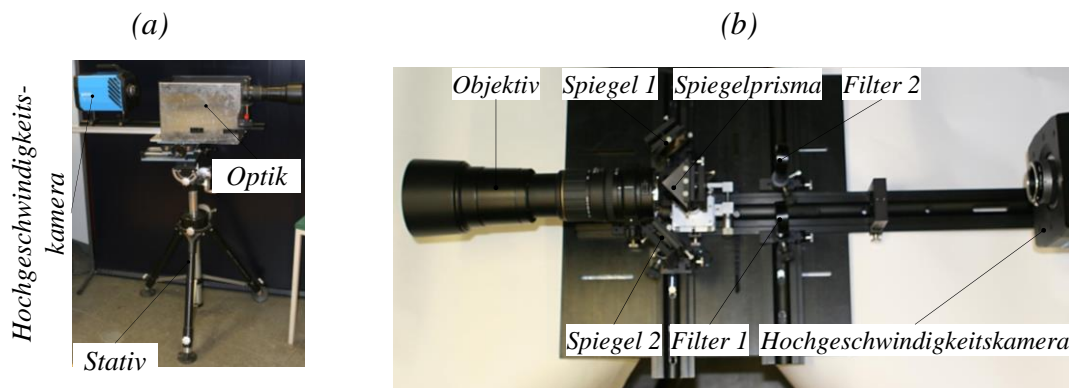 (a)
(b)
Hochgeschwindigkeits-
kamera
Optik
Stativ
Objektiv
Spiegel 1
Spiegelprisma
Filter 2
Spiegel 2
Filter 1
Hochgeschwindigkeitskamera